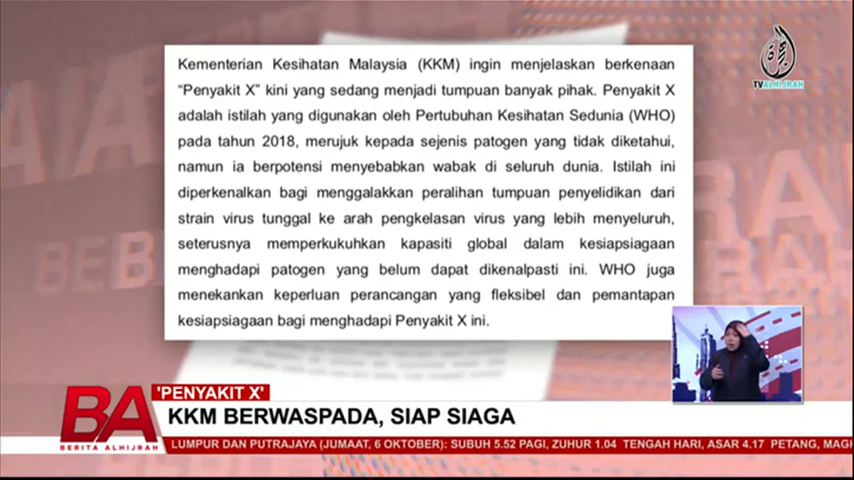 TVALHIJRAH
Kementerian Kesihatan Malaysia (KKM) ingin menjelaskan berkenaan
“Penyakit X” kini yang sedang menjadi tumpuan banyak pihak. Penyakit X
adalah istilah yang digunakan oleh Pertubuhan Kesihatan Sedunia (WHO)
pada tahun 2018, merujuk kepada sejenis patogen yang tidak diketahui,
namun ia berpotensi menyebabkan wabak di seluruh dunia. Istilah ini
diperkenalkan bagi menggalakkan peralihan tumpuan penyelidikan dari
strain virus tunggal ke arah pengkelasan virus yang lebih menyeluruh,
seterusnya memperkukuhkan kapasiti global dalam kesiapsiagaan
menghadapi patogen yang belum dapat dikenalpasti ini. WHO juga
menekankan keperluan perancangan yang fleksibel dan pemantapan
kesiapsiagaan bagi menghadapi Penyakit X ini.
'PENYAKIT X'
BA
KKM BERWASPADA, SIAP SIAGA
BERITA ALHIJRAH
LUMPUR DAN PUTRAJAYA (JUMAAT, 6 OKTOBER): SUBUH 5.52 PAGI, ZUHUR 1.04 TENGAH HARI, ASAR 4.17 PETANG, MAGH